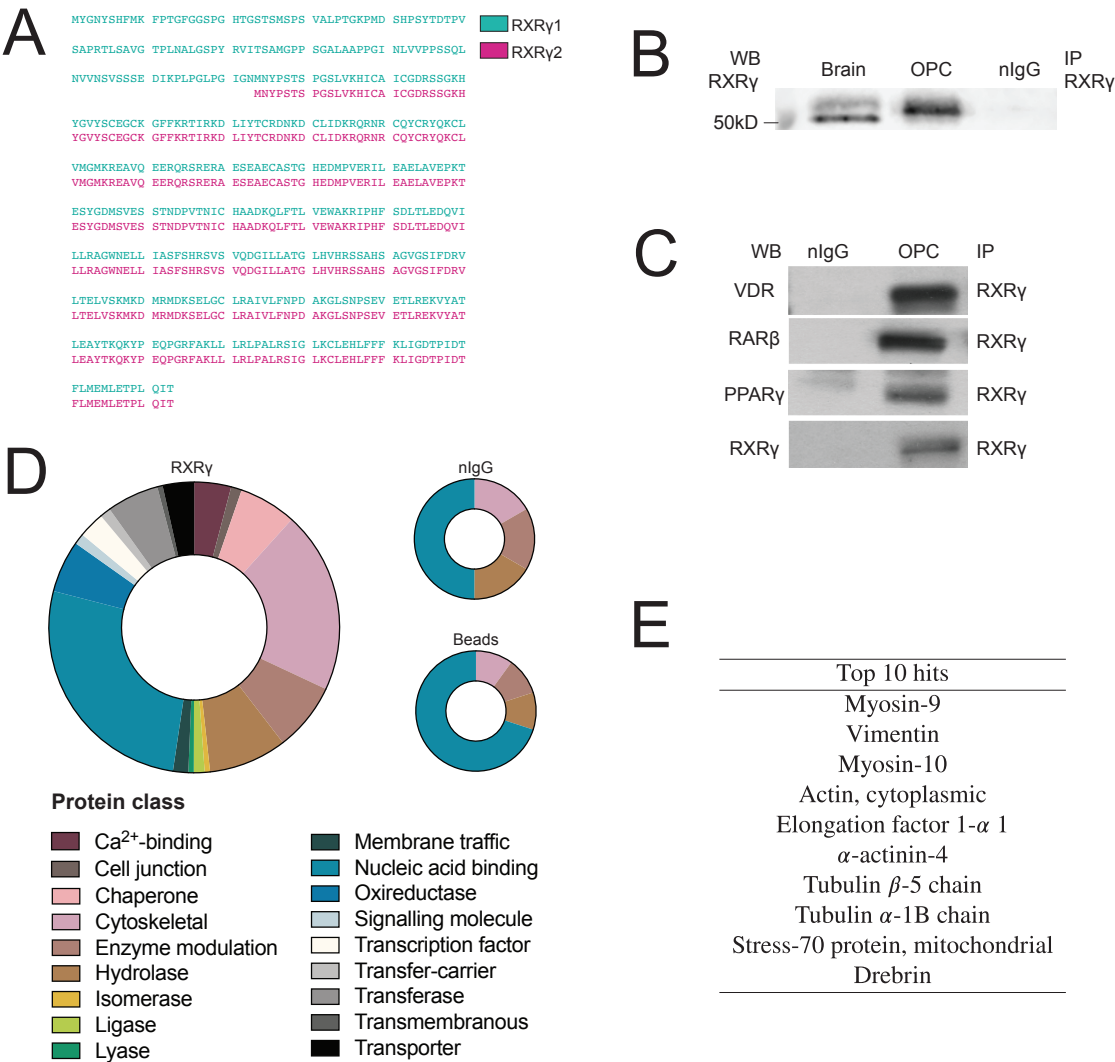 A
MYGNYSHFMK FPTGFGGSPG HTGSTSMSPS VALPTGKPMD SHPSYTDTPV
SAPRTLSAVG TPLNALGSPY RVITSAMGPP SGALAAPPGI NLVVPPSSQL
NVVNSVSSSE DIKPLPGLPG IGNMNYPSTS PGSLVKHICA ICGDRSSGKH
MNYPSTS PGSLVKHICA ICGDRSSGKH
YGVYSCEGCK GFFKRTIRKD LIYTCRDNKD CLIDKRQRNR CQYCRYQKCL
YGVYSCEGCK GFFKRTIRKD LIYTCRDNKD CLIDKRQRNR CQYCRYQKCL
VMGMKREAVQ EERQRSRERA ESEAECASTG HEDMPVERIL EAELAVEPKT
VMGMKREAVQ EERQRSRERA ESEAECASTG HEDMPVERIL EAELAVEPKT
ESYGDMSVES STNDPVTNIC HAADKQLFTL VEWAKRIPHF SDLTLEDQVI
ESYGDMSVES STNDPVTNIC HAADKQLFTL VEWAKRIPHF SDLTLEDQVI
LLRAGWNELL IASFSHRSVS VQDGILLATG LHVHRSSAHS AGVGSIFDRV
LLRAGWNELL IASFSHRSVS VQDGILLATG LHVHRSSAHS AGVGSIFDRV
LTELVSKMKD MRMDKSELGC LRAIVLFNPD AKGLSNPSEV ETLREKVYAT
LTELVSKMKD MRMDKSELGC LRAIVLFNPD AKGLSNPSEV ETLREKVYAT
LEAYTKQKYP EQPGRFAKLL LRLPALRSIG LKCLEHLFFF KLIGDTPIDT
LEAYTKQKYP EQPGRFAKLL LRLPALRSIG LKCLEHLFFF KLIGDTPIDT
FLMEMLETPL QIT
FLMEMLETPL QIT
RXRγ1
RXRγ2
B
WB
RXRγ
Brain OPC nIgG
IP
RXRγ
50kD
C
WB nIgG OPC IP
VDR RXRγ
RARβ RXRγ
PPARγ RXRγ
RXRγ RXRγ
D
RXRγ
nIgG
Beads
Protein class
Ca²⁺-binding
Cell junction
Chaperone
Cytoskeletal
Enzyme modulation
Hydrolase
Isomerase
Ligase
Lyase
Membrane traffic
Nucleic acid binding
Oxireductase
Signalling molecule
Transcription factor
Transfer-carrier
Transferase
Transmembranous
Transporter
E
Top 10 hits
Myosin-9
Vimentin
Myosin-10
Actin, cytoplasmic
Elongation factor 1-α 1
α-actinin-4
Tubulin β-5 chain
Tubulin α-1B chain
Stress-70 protein, mitochondrial
Drebrin